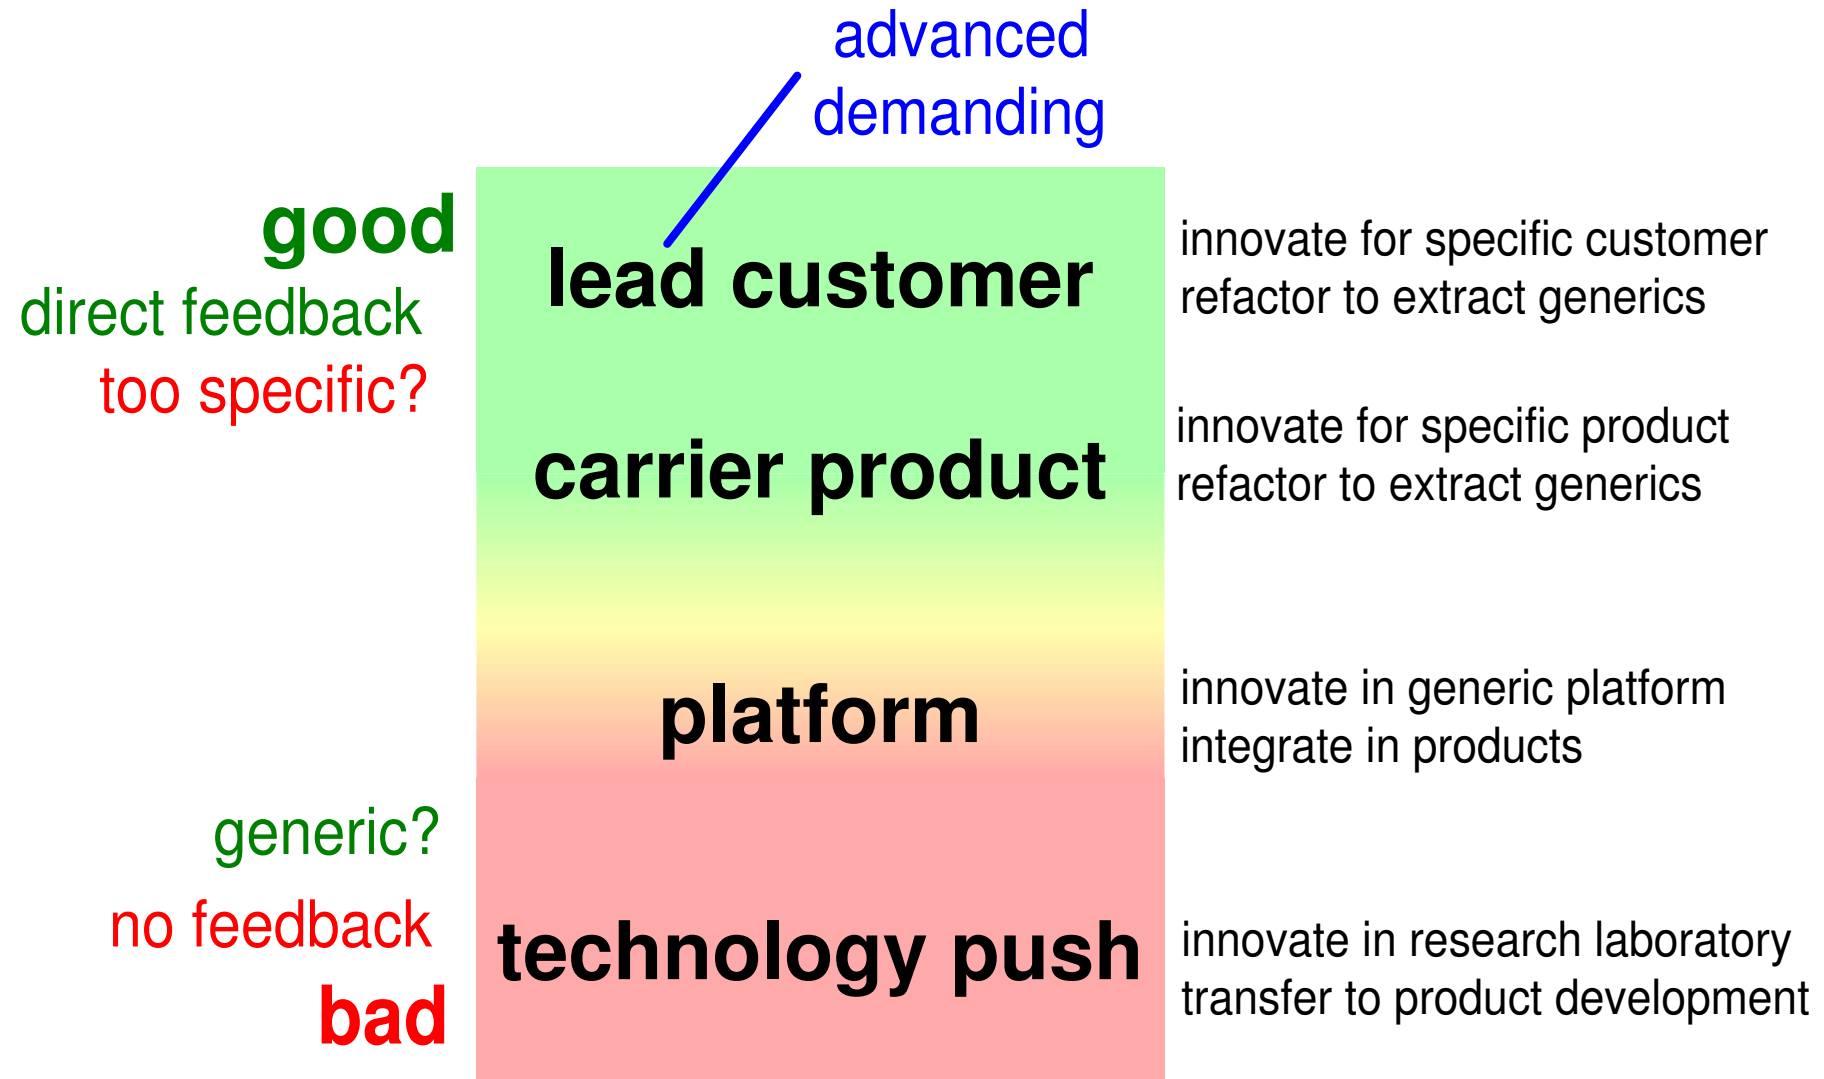 advanced
demanding
good
direct feedback
too specific?
lead customer
innovate for specific customer
refactor to extract generics
carrier product
innovate for specific product
refactor to extract generics
platform
innovate in generic platform
integrate in products
generic?
no feedback
bad
technology push
innovate in research laboratory
transfer to product development